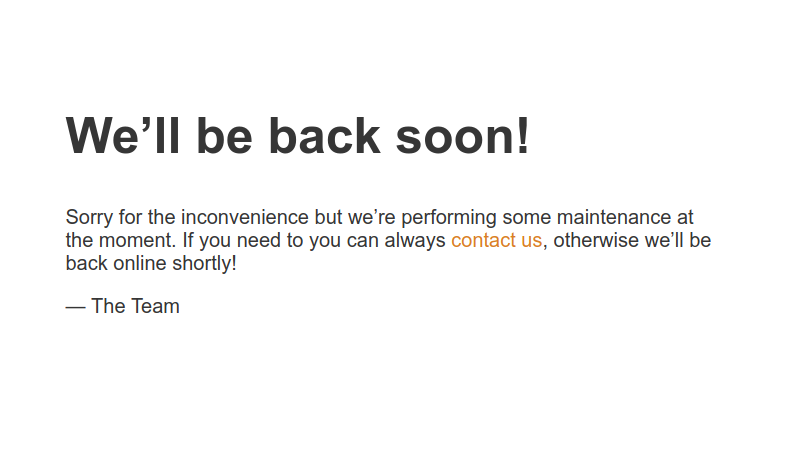 We’ll be back soon!
Sorry for the inconvenience but we’re performing some maintenance at
the moment. If you need to you can always contact us, otherwise we’ll be
back online shortly!
— The Team